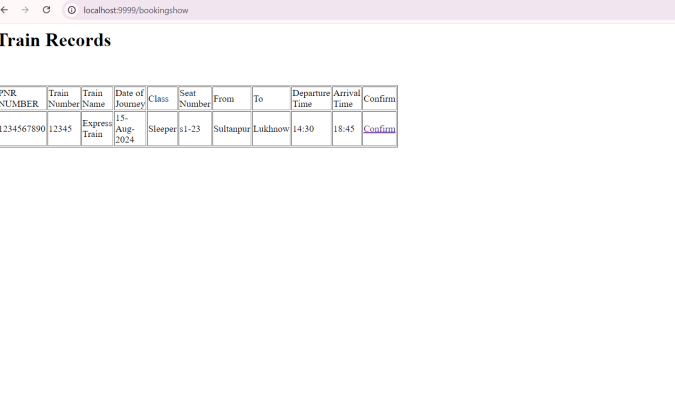 localhost:9999/bookingshow
Train Records
PNR NUMBER Train Number Train Name Date of Journey Class Seat Number From To Departure Time Arrival Time Confirm
1234567890 12345 Express Train 15-Aug-2024 Sleeper s1-23 Sultanpur Lukhnow 14:30 18:45 Confirm